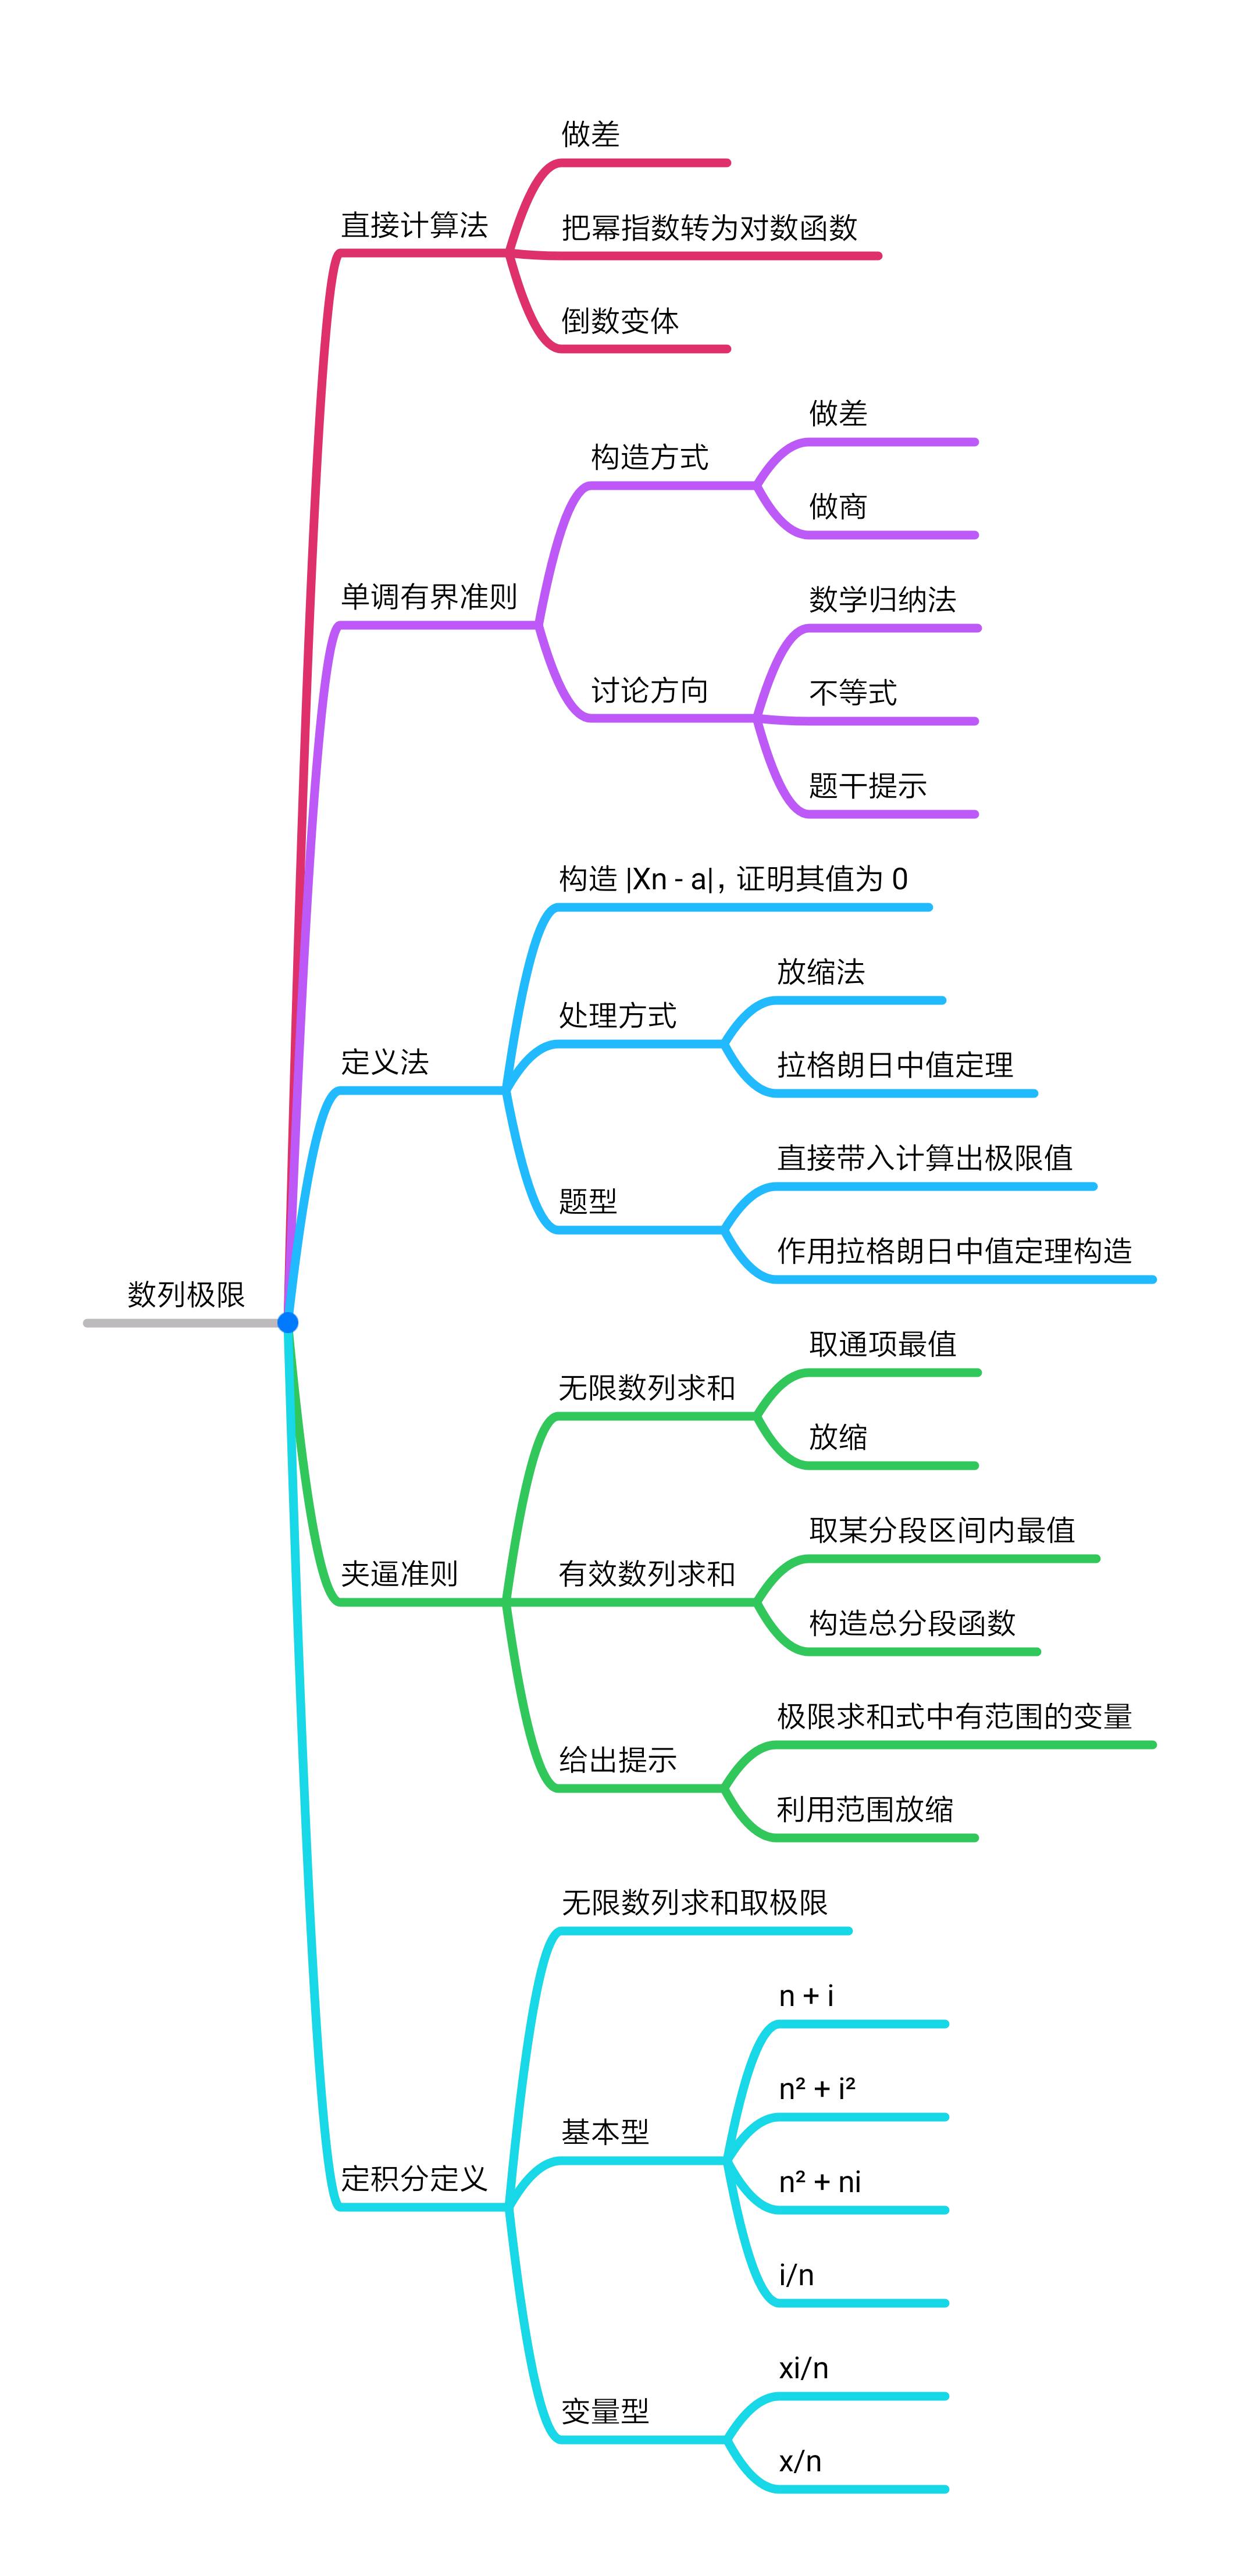 做差
直接计算法
把幂指数转为对数函数
倒数变体
做差
构造方式
做商
单调有界准则
数学归纳法
讨论方向
不等式
题干提示
构造 |Xn - a|，证明其值为 0
放缩法
处理方式
拉格朗日中值定理
定义法
直接带入计算出极限值
题型
作用拉格朗日中值定理构造
数列极限
取通项最值
无限数列求和
放缩
取某分段区间内最值
夹逼准则
有效数列求和
构造总分段函数
极限求和式中有范围的变量
给出提示
利用范围放缩
无限数列求和取极限
n + i
n² + i²
基本型
定积分定义
n² + ni
i/n
xi/n
变量型
x/n